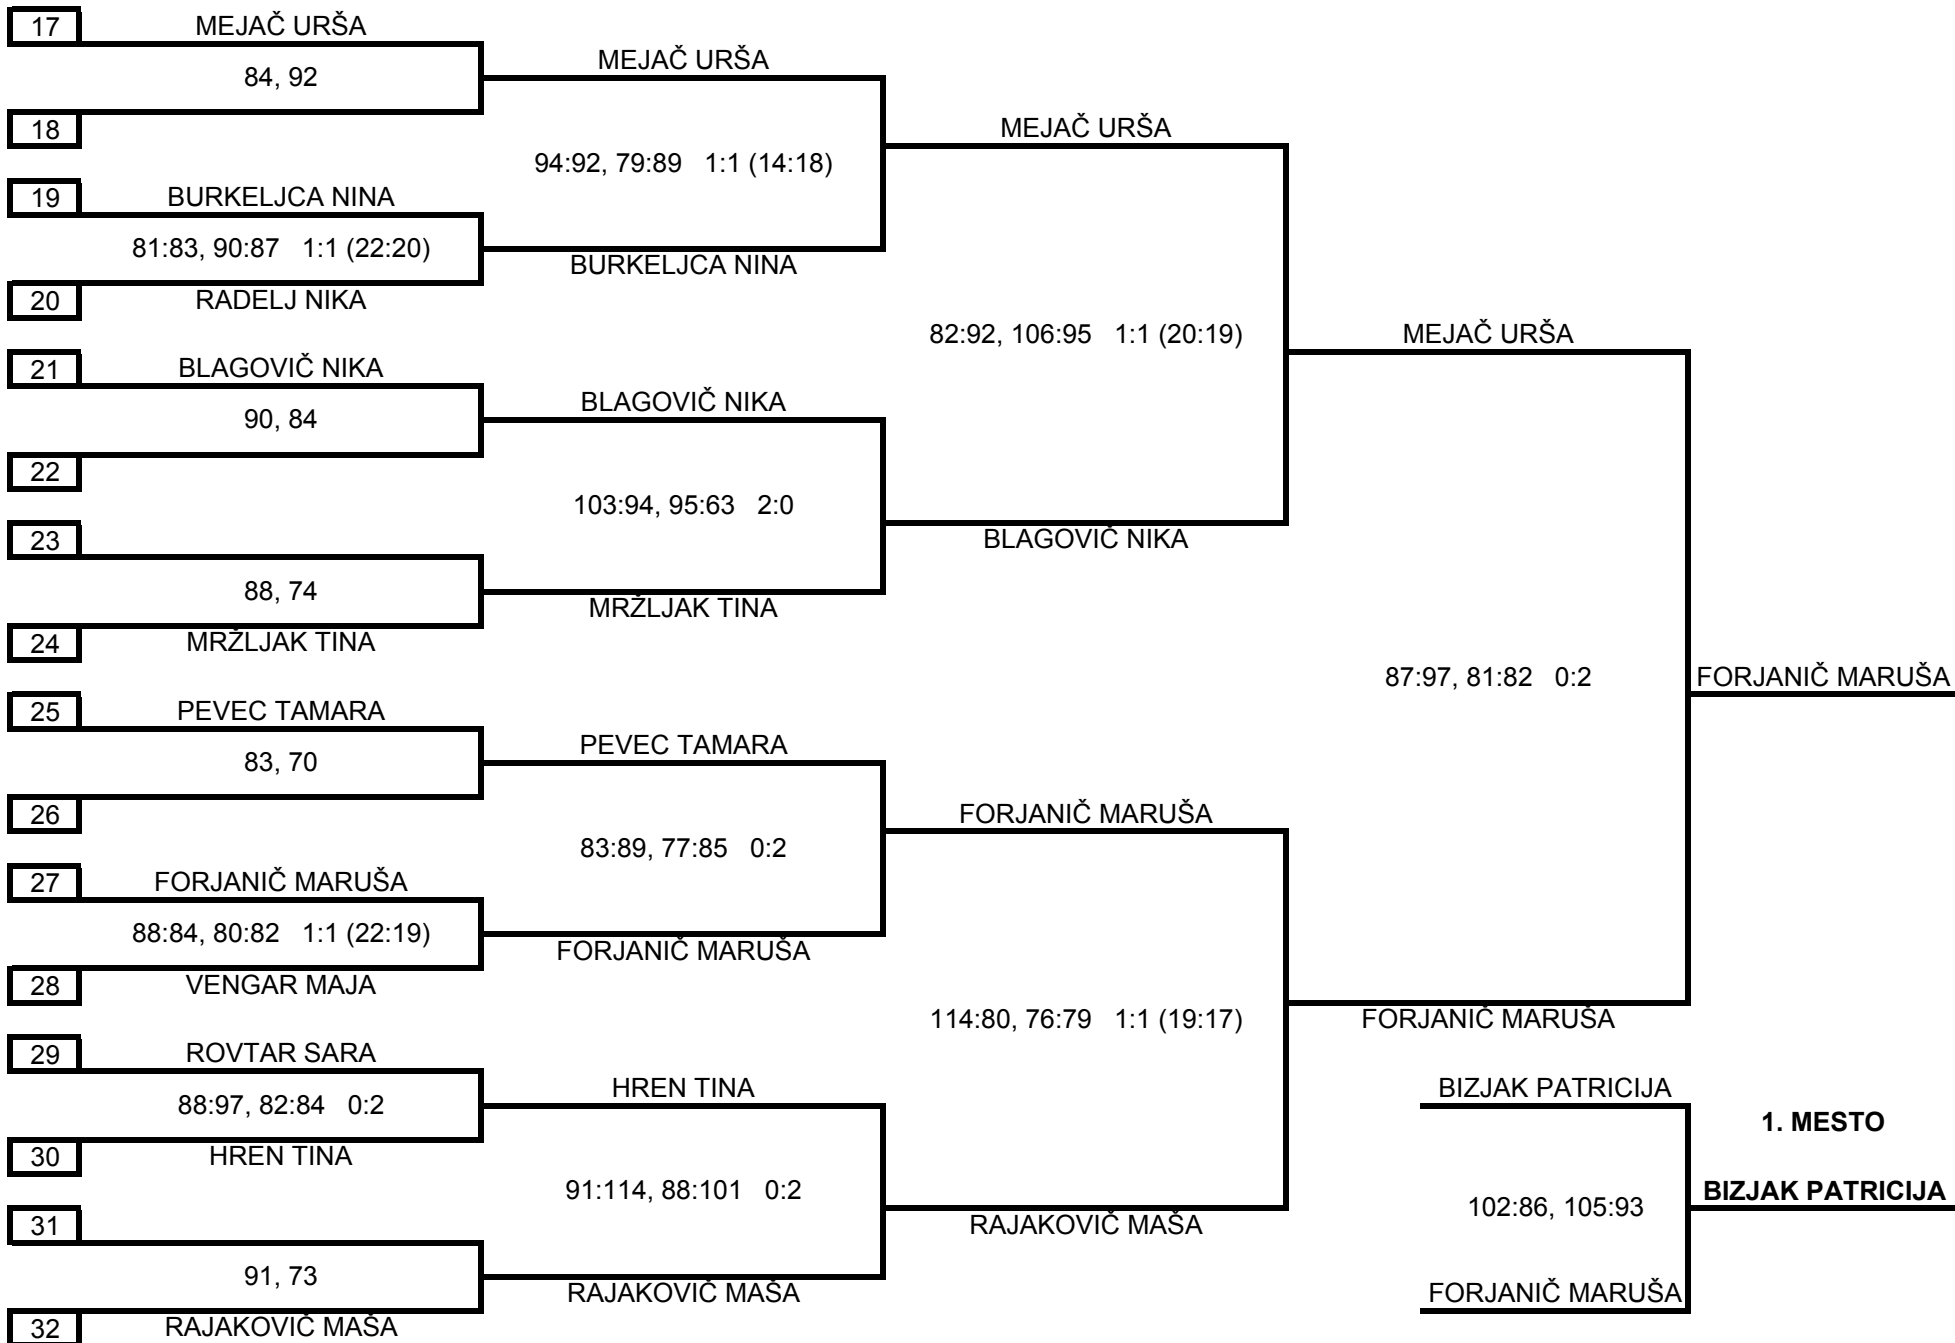 17 MEJAČ URŠA
84, 92
18
MEJAČ URŠA
94:92, 79:89 1:1 (14:18)
19 BURKELJCA NINA
81:83, 90:87 1:1 (22:20)
20 RADELJ NIKA
BURKELJCA NINA
MEJAČ URŠA
82:92, 106:95 1:1 (20:19)
21 BLAGOVIČ NIKA
90, 84
22
BLAGOVIČ NIKA
103:94, 95:63 2:0
23
88, 74
24 MRŽLJAK TINA
MRŽLJAK TINA
BLAGOVIČ NIKA
MEJAČ URŠA
87:97, 81:82 0:2
FORJANIČ MARUŠA
25 PEVEC TAMARA
83, 70
26
PEVEC TAMARA
83:89, 77:85 0:2
27 FORJANIČ MARUŠA
88:84, 80:82 1:1 (22:19)
28 VENGAR MAJA
FORJANIČ MARUŠA
FORJANIČ MARUŠA
114:80, 76:79 1:1 (19:17)
FORJANIČ MARUŠA
29 ROVTAR SARA
88:97, 82:84 0:2
30 HREN TINA
HREN TINA
91:114, 88:101 0:2
31
91, 73
32 RAJAKOVIČ MAŠA
RAJAKOVIČ MAŠA
RAJAKOVIČ MAŠA
BIZJAK PATRICIJA
1. MESTO
102:86, 105:93
BIZJAK PATRICIJA
FORJANIČ MARUŠA